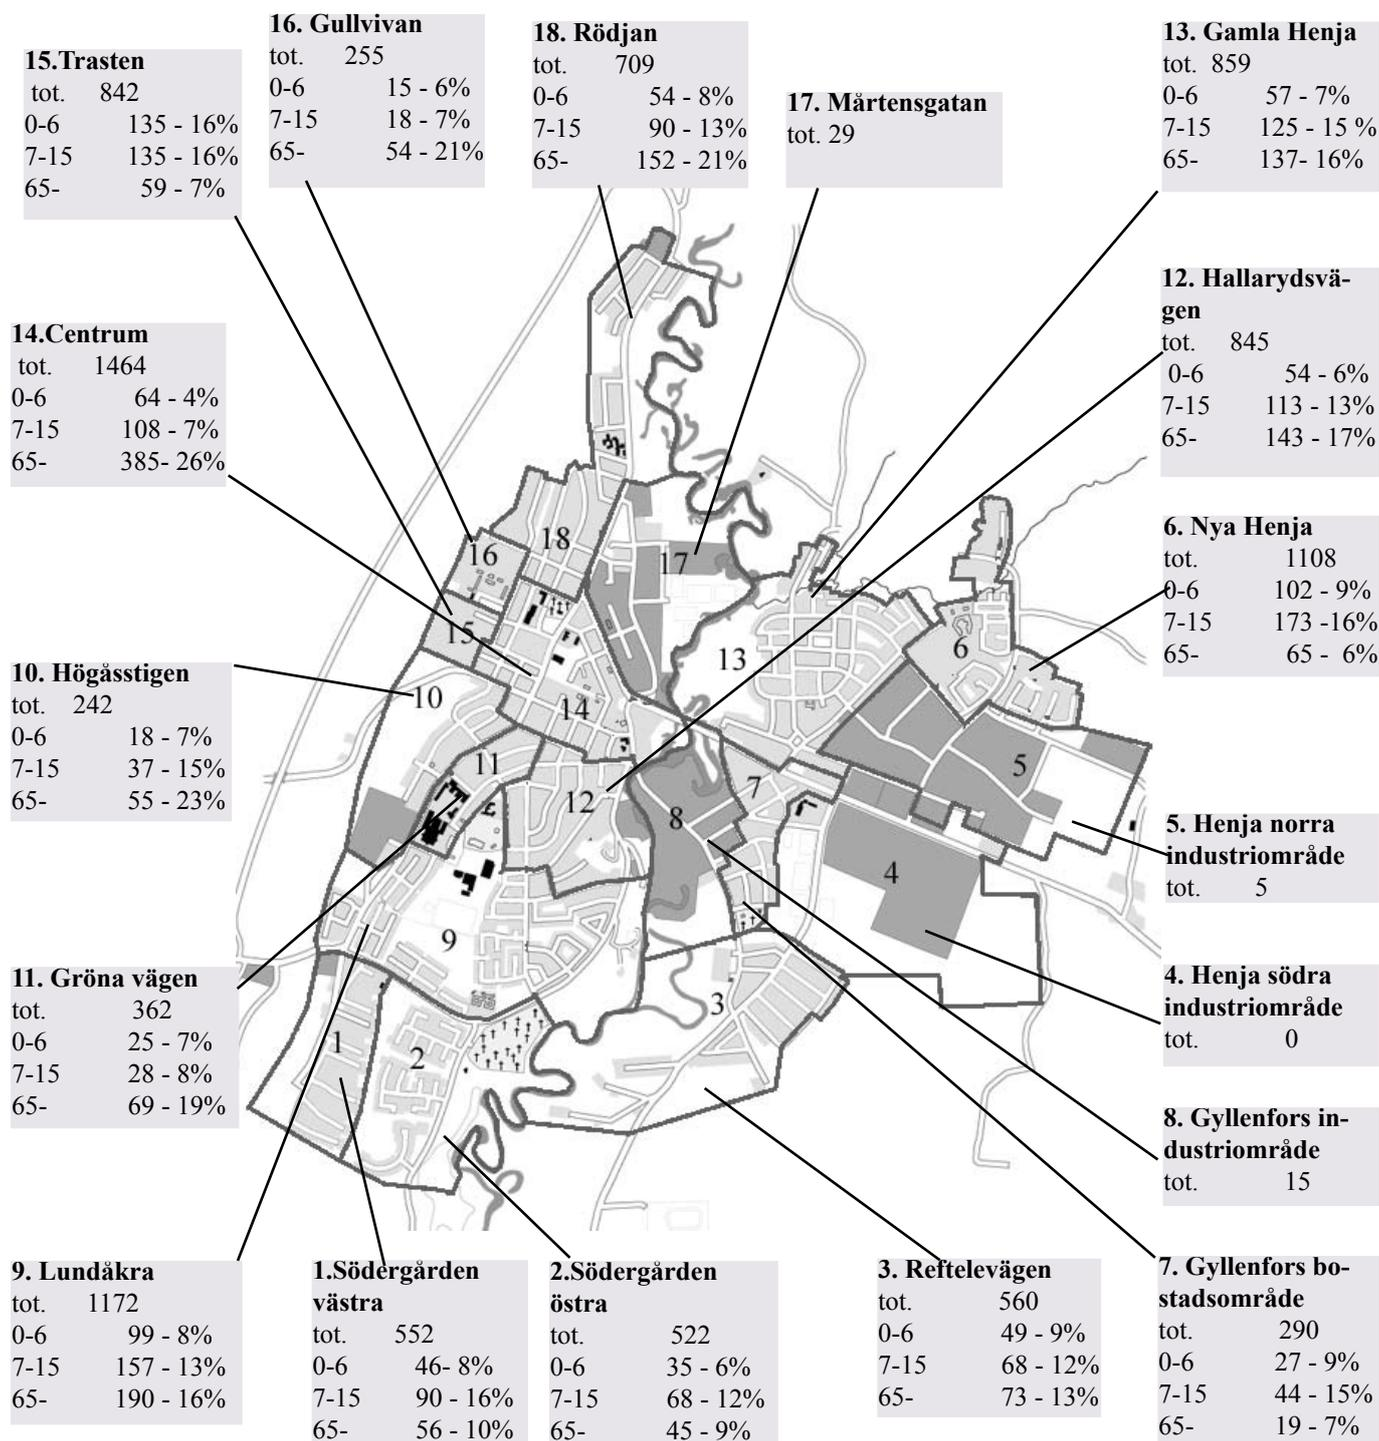 16. Gullvivan
tot. 255
0-6 15 - 6%
7-15 18 - 7%
65- 54 - 21%
18. Rödjan
tot. 709
0-6 54 - 8%
7-15 90 - 13%
65- 152 - 21%
13. Gamla Henja
tot. 859
0-6 57 - 7%
7-15 125 - 15 %
65- 137- 16%
15.Trasten
tot. 842
0-6 135 - 16%
7-15 135 - 16%
65- 59 - 7%
17. Mårtensgatan
tot. 29
12. Hallarydsvä-
gen
tot. 845
0-6 54 - 6%
7-15 113 - 13%
65- 143 - 17%
14.Centrum
tot. 1464
0-6 64 - 4%
7-15 108 - 7%
65- 385- 26%
6. Nya Henja
tot. 1108
0-6 102 - 9%
7-15 173 -16%
65- 65 - 6%
10. Högåsstigen
tot. 242
0-6 18 - 7%
7-15 37 - 15%
65- 55 - 23%
5. Henja norra
industriområde
tot. 5
11. Gröna vägen
tot. 362
0-6 25 - 7%
7-15 28 - 8%
65- 69 - 19%
4. Henja södra
industriområde
tot. 0
8. Gyllenfors in-
dustriområde
tot. 15
9. Lundåkra
tot. 1172
0-6 99 - 8%
7-15 157 - 13%
65- 190 - 16%
1.Södergården
västra
tot. 552
0-6 46- 8%
7-15 90 - 16%
65- 56 - 10%
2.Södergården
östra
tot. 522
0-6 35 - 6%
7-15 68 - 12%
65- 45 - 9%
3. Reftelevägen
tot. 560
0-6 49 - 9%
7-15 68 - 12%
65- 73 - 13%
7. Gyllenfors bo-
stadsområde
tot. 290
0-6 27 - 9%
7-15 44 - 15%
65- 19 - 7%
18
16
17
15
13
6
10
14
11
5
12
7
8
4
9
3
1
2